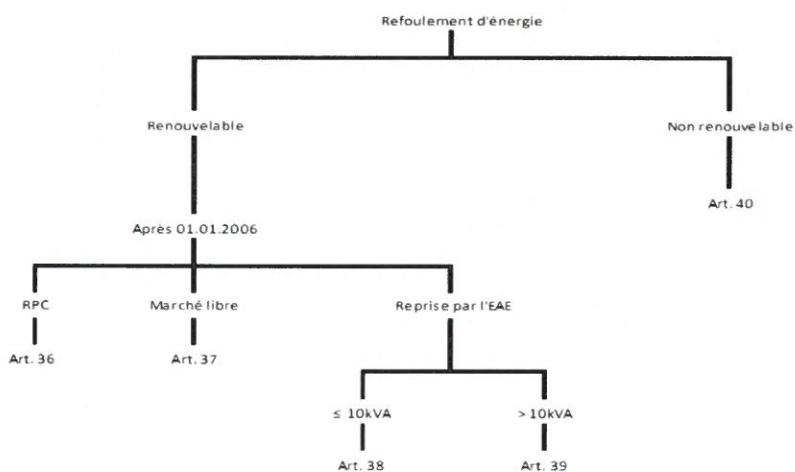 Refoulement d'énergie
Renouvelable
Non renouvelable
Art. 40
Après 01.01.2006
RPC
Marché libre
Reprise par l'EAE
Art. 36
Art. 37
≤ 10kVA
> 10kVA
Art. 38
Art. 39